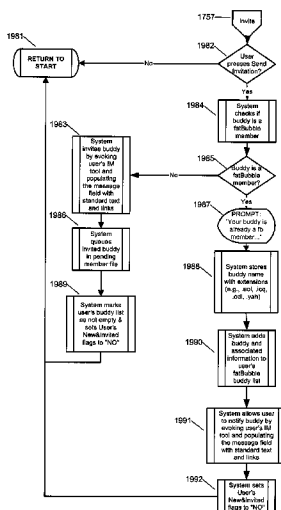 1757
Invite
1981
1982
RETURN TO
START
User
presses Send
Invitation?
No
Yes
1984
System
checks if
buddy is a
fatBubble
member
1983
System
invites buddy
by evoking
user's IM
tool and
populating
the message
field with
standard text
and links
1985
Buddy is a
fatBubble
member?
No
Yes
1987
PROMPT:
"Your buddy is
already a fb
member..."
1986
System
queues
invited buddy
in pending
member file
1988
System stores
buddy name
with extensions
(e.g., .aol, .icq,
.odi, .yah)
1989
System marks
user's buddy list
as not empty &
sets User's
New&Invited
flags to "NO"
1990
System adds
buddy and
associated
information to
user's
fatBubble
buddy list
1991
System allows user
to notify buddy by
evoking user's IM
tool and populating
the message field
with standard text
and links
1992
System sets
User's
New&Invited
flags to "NO"